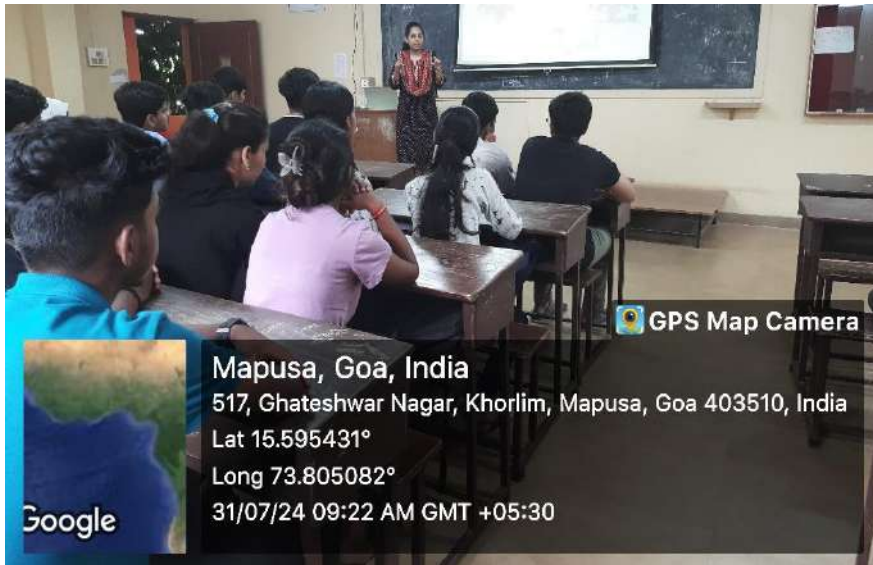 GPS Map Camera
Mapusa, Goa, India
517, Ghateshwar Nagar, Khorlim, Mapusa, Goa 403510, India
Lat 15.595431°
Long 73.805082°
31/07/24 09:22 AM GMT +05:30
Google